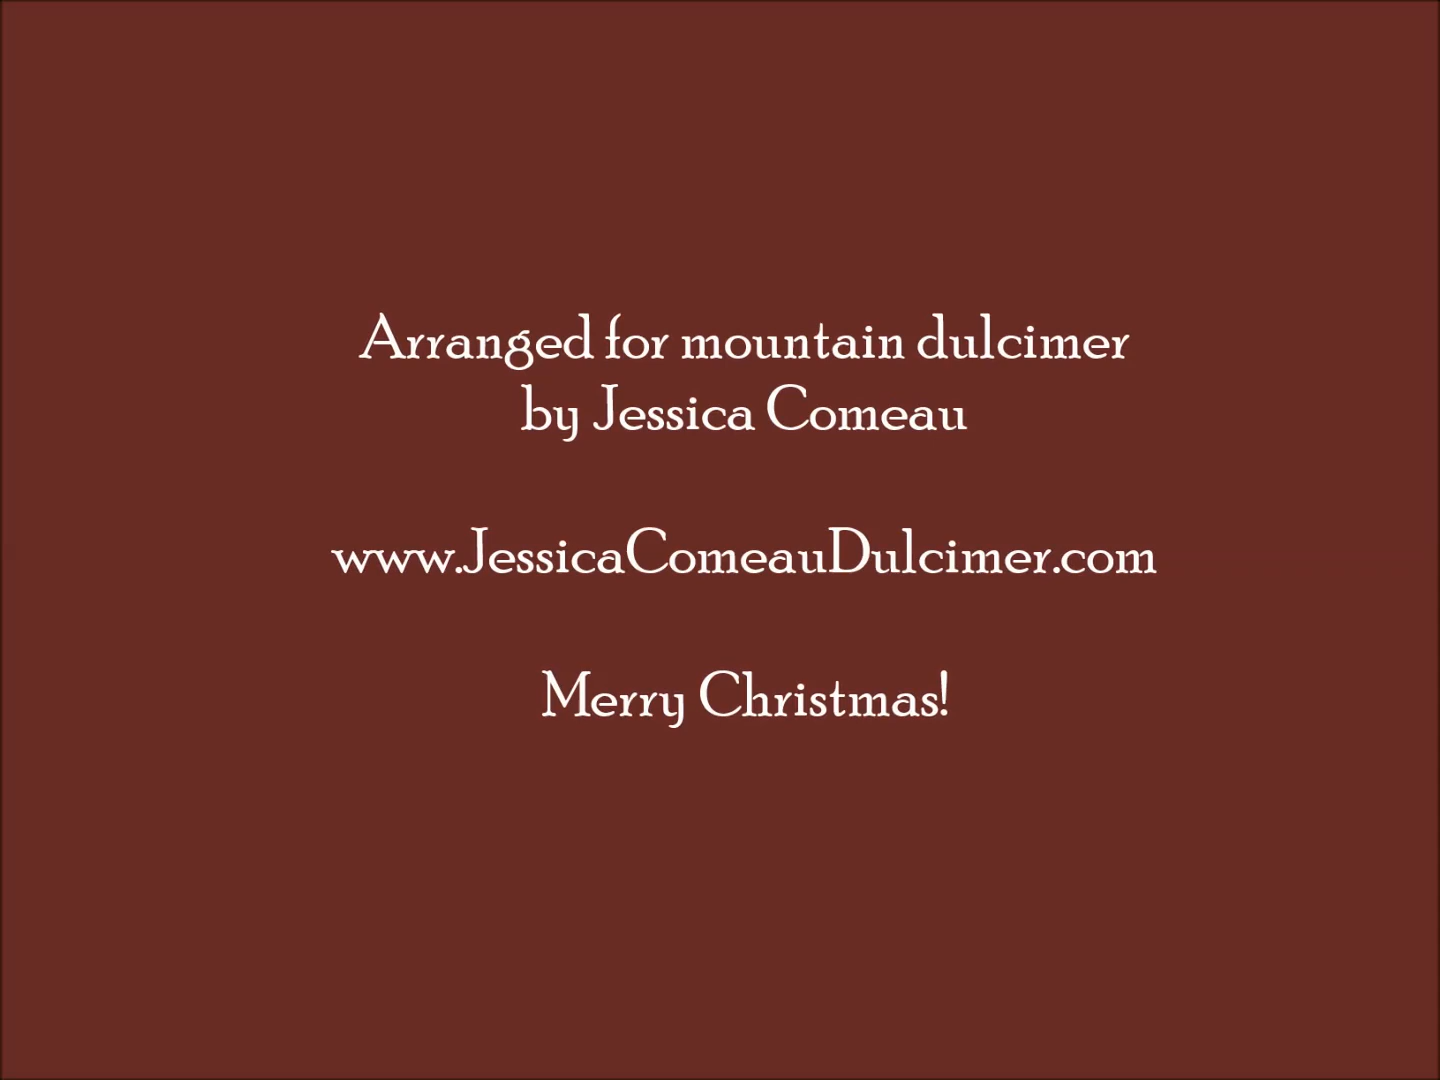 Arranged for mountain dulcimer
by Jessica Comeau
www.JessicaComeauDulcimer.com
Merry Christmas!